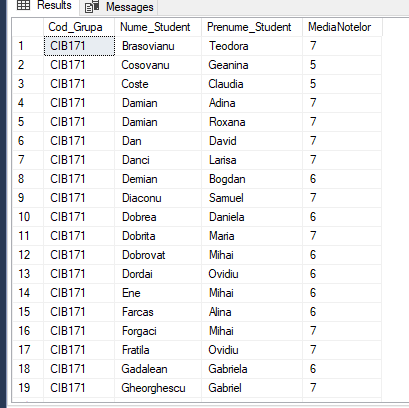 Results Messages
Cod_Grupa Nume_Student Prenume_Student MediaNotelor
1 CIB171 Brasovianu Teodora 7
2 CIB171 Cosovanu Geanina 5
3 CIB171 Coste Claudia 5
4 CIB171 Damian Adina 7
5 CIB171 Damian Roxana 7
6 CIB171 Dan David 7
7 CIB171 Danci Larisa 7
8 CIB171 Demian Bogdan 6
9 CIB171 Diaconu Samuel 7
10 CIB171 Dobrea Daniela 6
11 CIB171 Dobrita Maria 7
12 CIB171 Dobrovat Mihai 6
13 CIB171 Dordai Ovidiu 6
14 CIB171 Ene Mihai 6
15 CIB171 Farcas Alina 6
16 CIB171 Forgaci Mihai 7
17 CIB171 Fratila Ovidiu 7
18 CIB171 Gadalean Gabriela 6
19 CIB171 Gheorghescu Gabriel 7